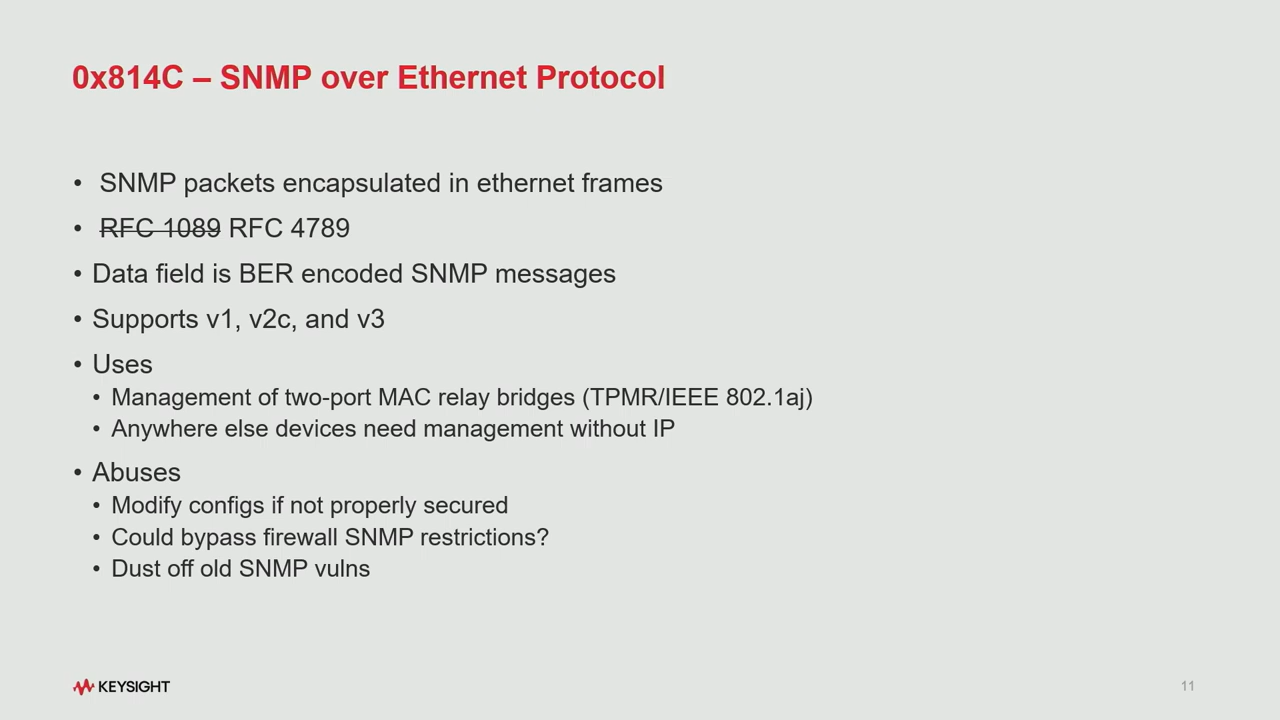 0x814C – SNMP over Ethernet Protocol
• SNMP packets encapsulated in ethernet frames
• RFC 1089 RFC 4789
• Data field is BER encoded SNMP messages
• Supports v1, v2c, and v3
• Uses
• Management of two-port MAC relay bridges (TPMR/IEEE 802.1aj)
• Anywhere else devices need management without IP
• Abuses
• Modify configs if not properly secured
• Could bypass firewall SNMP restrictions?
• Dust off old SNMP vulns
KEYSIGHT
11